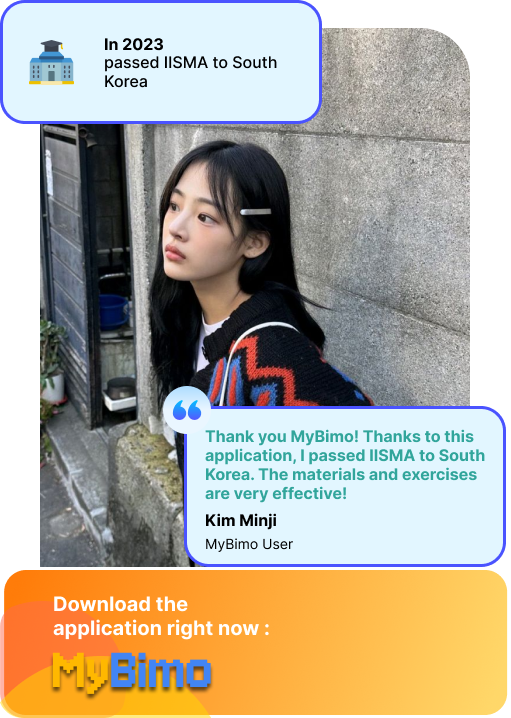 In 2023
passed IISMA to South
Korea
Thank you MyBimo! Thanks to this
application, I passed IISMA to South
Korea. The materials and exercises
are very effective!
Kim Minji
MyBimo User
Download the
application right now :
MyBimo